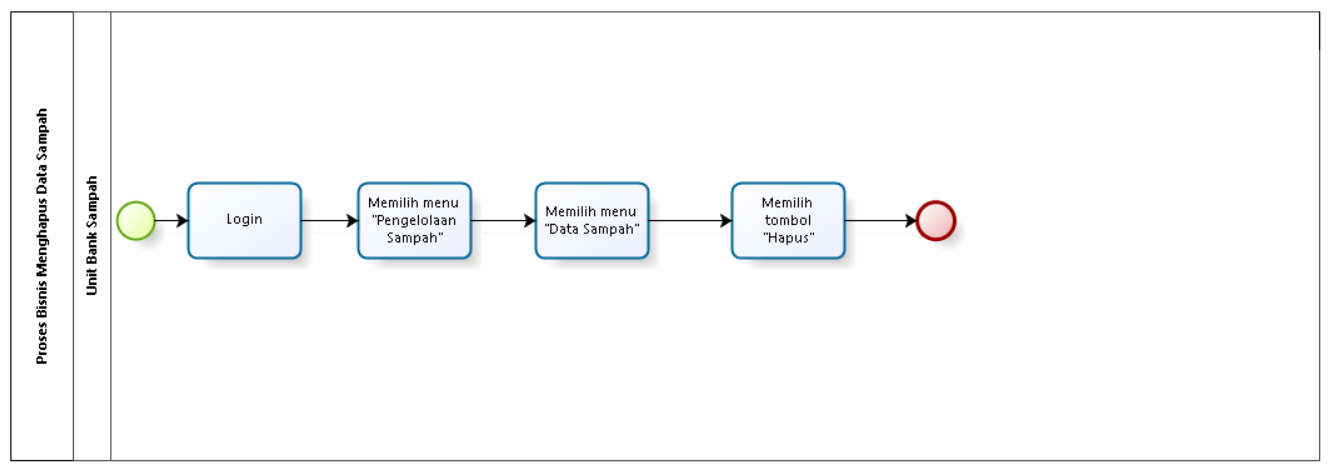 Proses Bisnis Menghapus Data Sampah
Unit Bank Sampah
Login
Memilih menu
"Pengelolaan
Sampah"
Memilih menu
"Data Sampah"
Memilih
tombol
"Hapus"